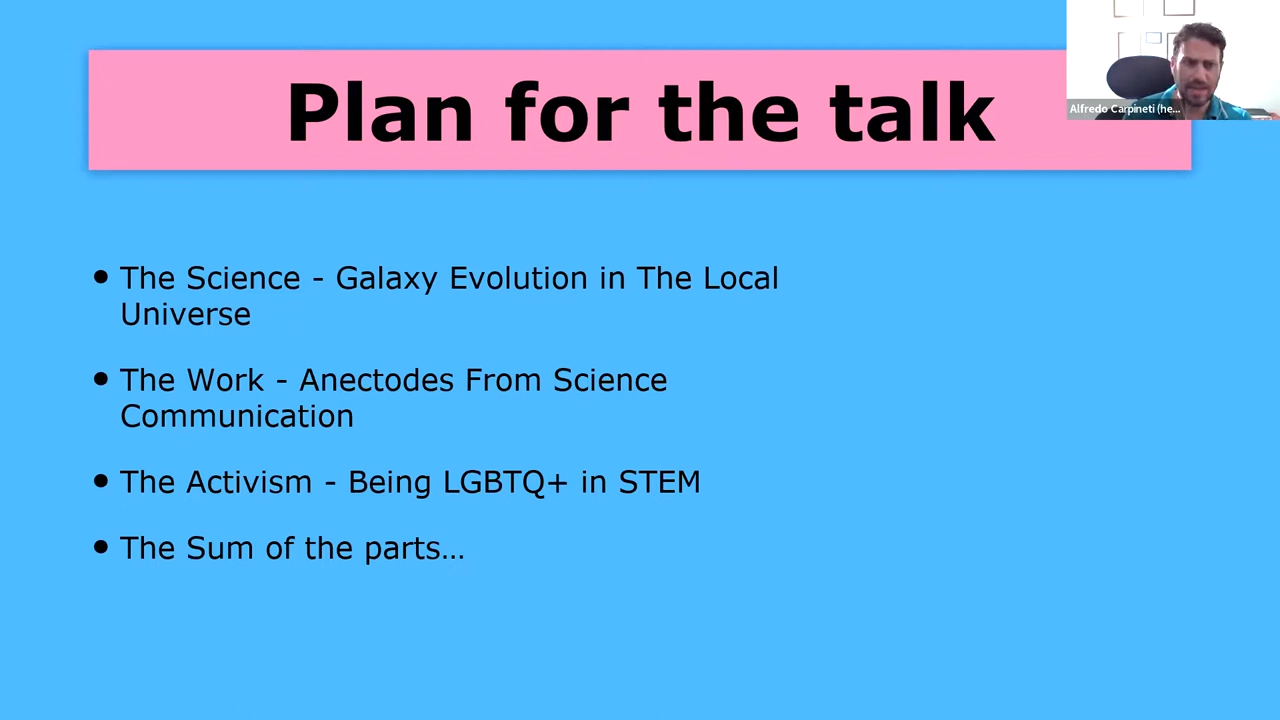 Plan for the talk
Alfredo Carpineti (he...
• The Science - Galaxy Evolution in The Local
Universe
• The Work - Anectodes From Science
Communication
• The Activism - Being LGBTQ+ in STEM
• The Sum of the parts…